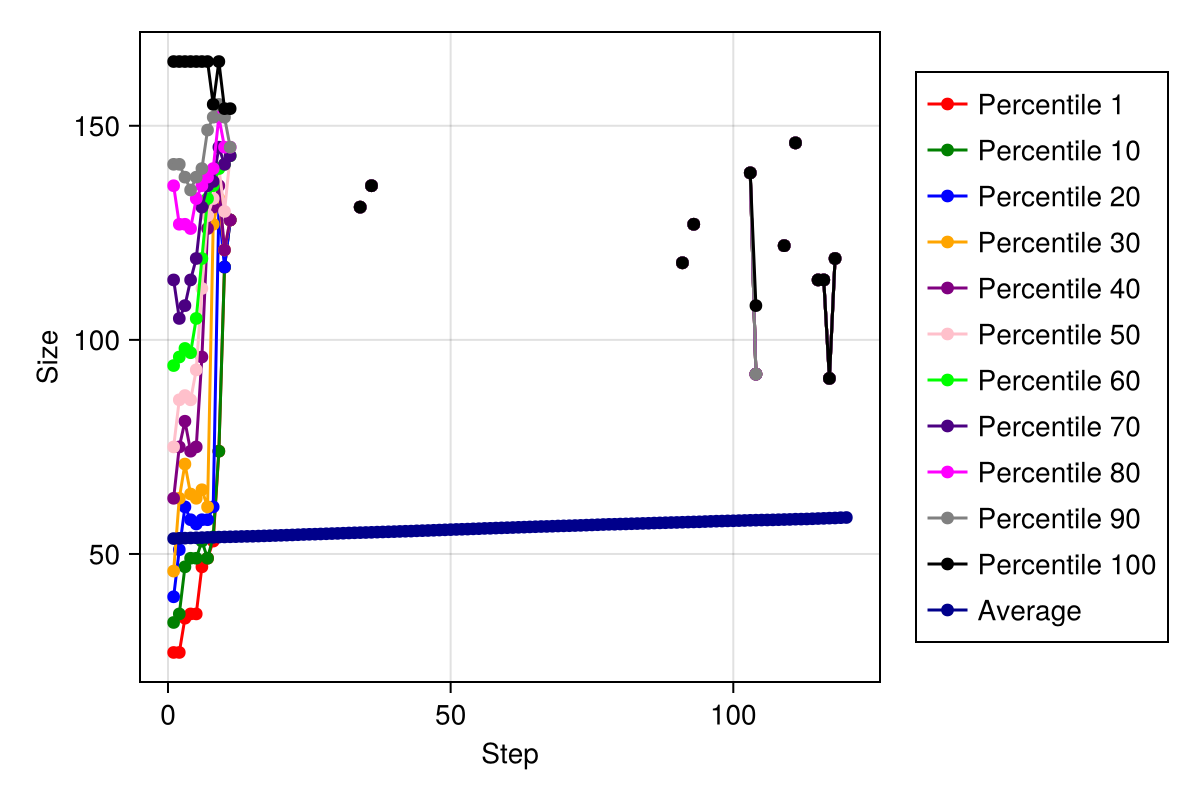 150
100
50
0
50
100
Size
Step
Percentile 1
Percentile 10
Percentile 20
Percentile 30
Percentile 40
Percentile 50
Percentile 60
Percentile 70
Percentile 80
Percentile 90
Percentile 100
Average